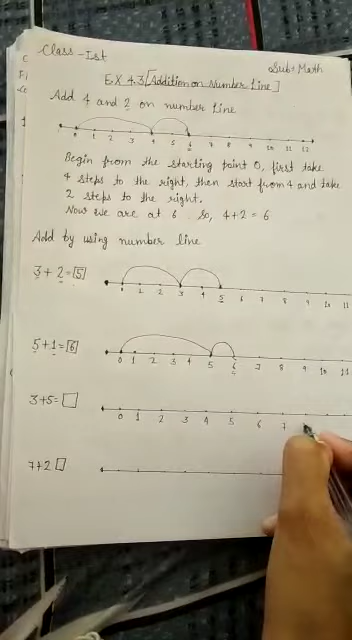 Class - Ist
Sub: Math
EX 4.3 [Addition on Number Line]
Add 4 and 2 on number line
0 1 2 3 4 5 6 7 8 9 10 11 12
Begin from the starting point 0, first take
4 steps to the right, then start from 4 and take
2 steps to the right.
Now we are at 6. So, 4+2 = 6
Add by using number line
3 + 2 = 5
0 1 2 3 4 5 6 7 8 9 10 11
5 + 1 = 6
0 1 2 3 4 5 6 7 8 9 10 11
3+5 =
0 1 2 3 4 5 6 7
7+2